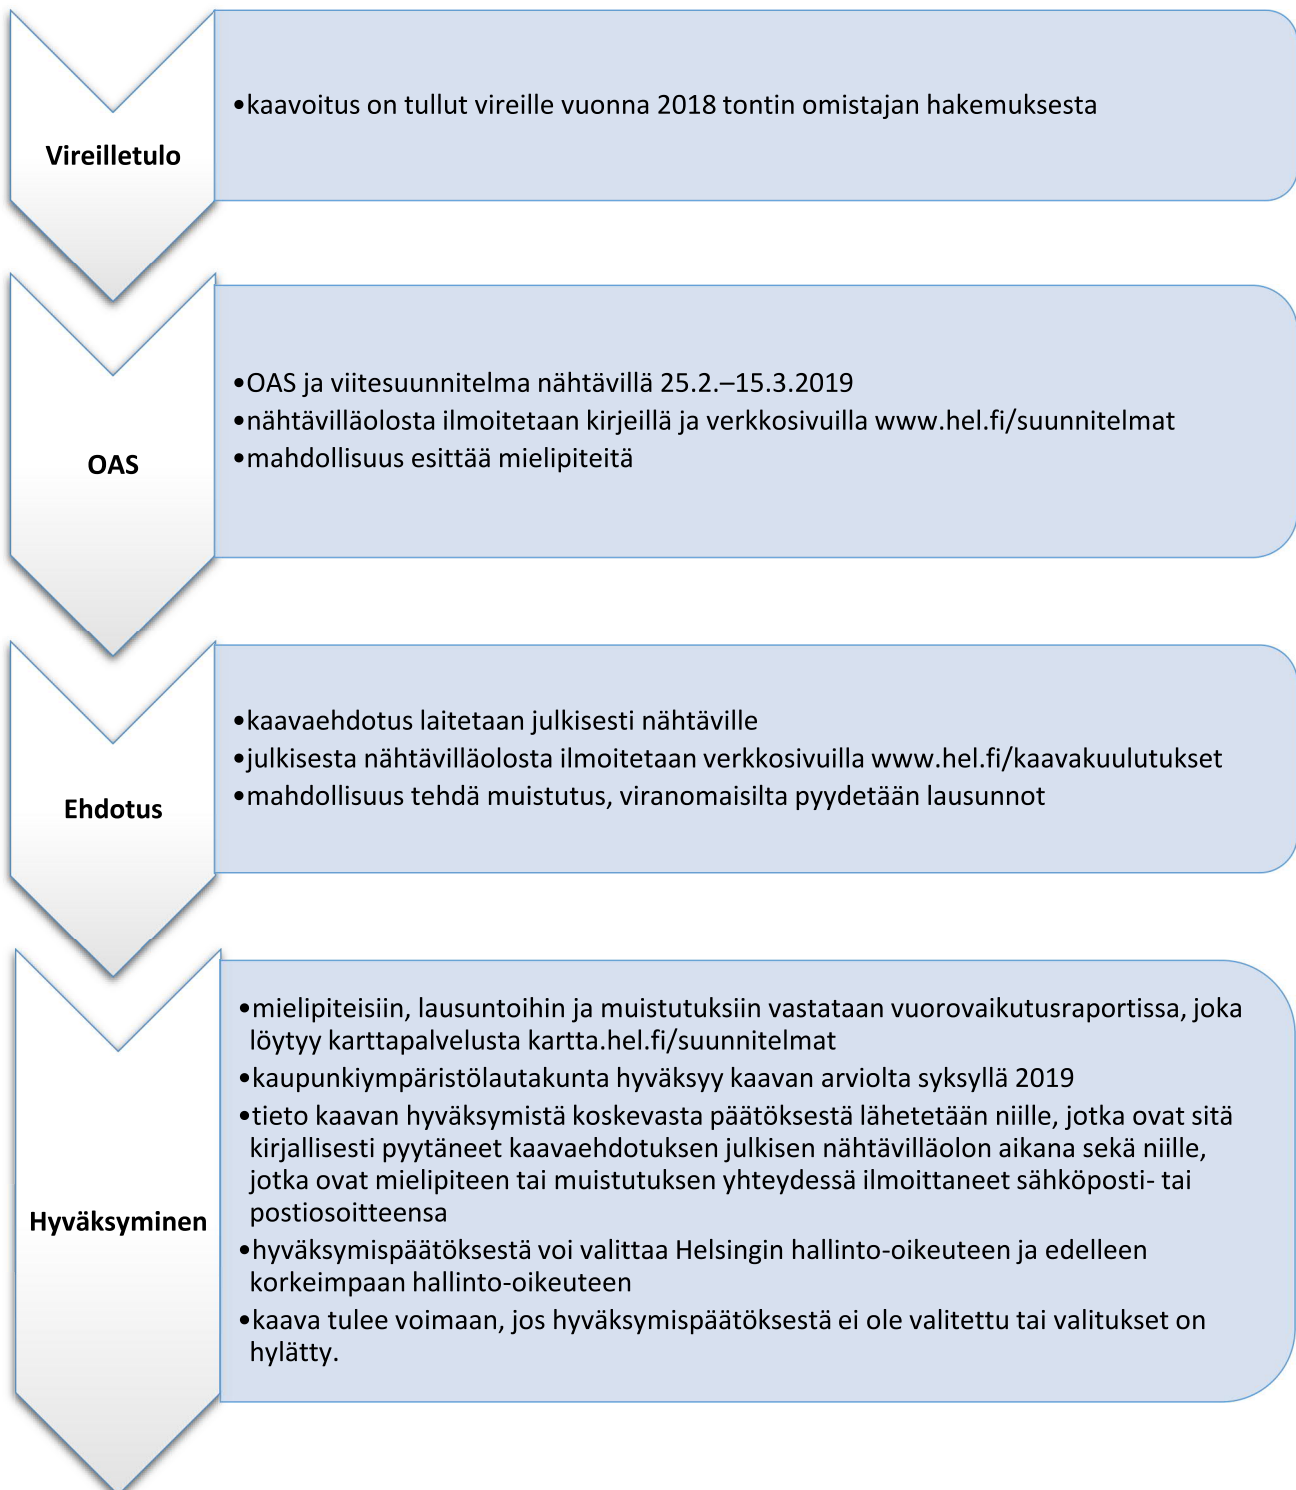 Vireilletulo
•kaavoitus on tullut vireille vuonna 2018 tontin omistajan hakemuksesta
OAS
•OAS ja viitesuunnitelma nähtävillä 25.2.–15.3.2019
•nähtävilläolosta ilmoitetaan kirjeillä ja verkkosivuilla www.hel.fi/suunnitelmat
•mahdollisuus esittää mielipiteitä
Ehdotus
•kaavaehdotus laitetaan julkisesti nähtäville
•julkisesta nähtävilläolosta ilmoitetaan verkkosivuilla www.hel.fi/kaavakuulutukset
•mahdollisuus tehdä muistutus, viranomaisilta pyydetään lausunnot
Hyväksyminen
•mielipiteisiin, lausuntoihin ja muistutuksiin vastataan vuorovaikutusraportissa, joka
löytyy karttapalvelusta kartta.hel.fi/suunnitelmat
•kaupunkiympäristölautakunta hyväksyy kaavan arviolta syksyllä 2019
•tieto kaavan hyväksymistä koskevasta päätöksestä lähetetään niille, jotka ovat sitä
kirjallisesti pyytäneet kaavaehdotuksen julkisen nähtävilläolon aikana sekä niille,
jotka ovat mielipiteen tai muistutuksen yhteydessä ilmoittaneet sähköposti- tai
postiosoitteensa
•hyväksymispäätöksestä voi valittaa Helsingin hallinto-oikeuteen ja edelleen
korkeimpaan hallinto-oikeuteen
•kaava tulee voimaan, jos hyväksymispäätöksestä ei ole valitettu tai valitukset on
hylätty.